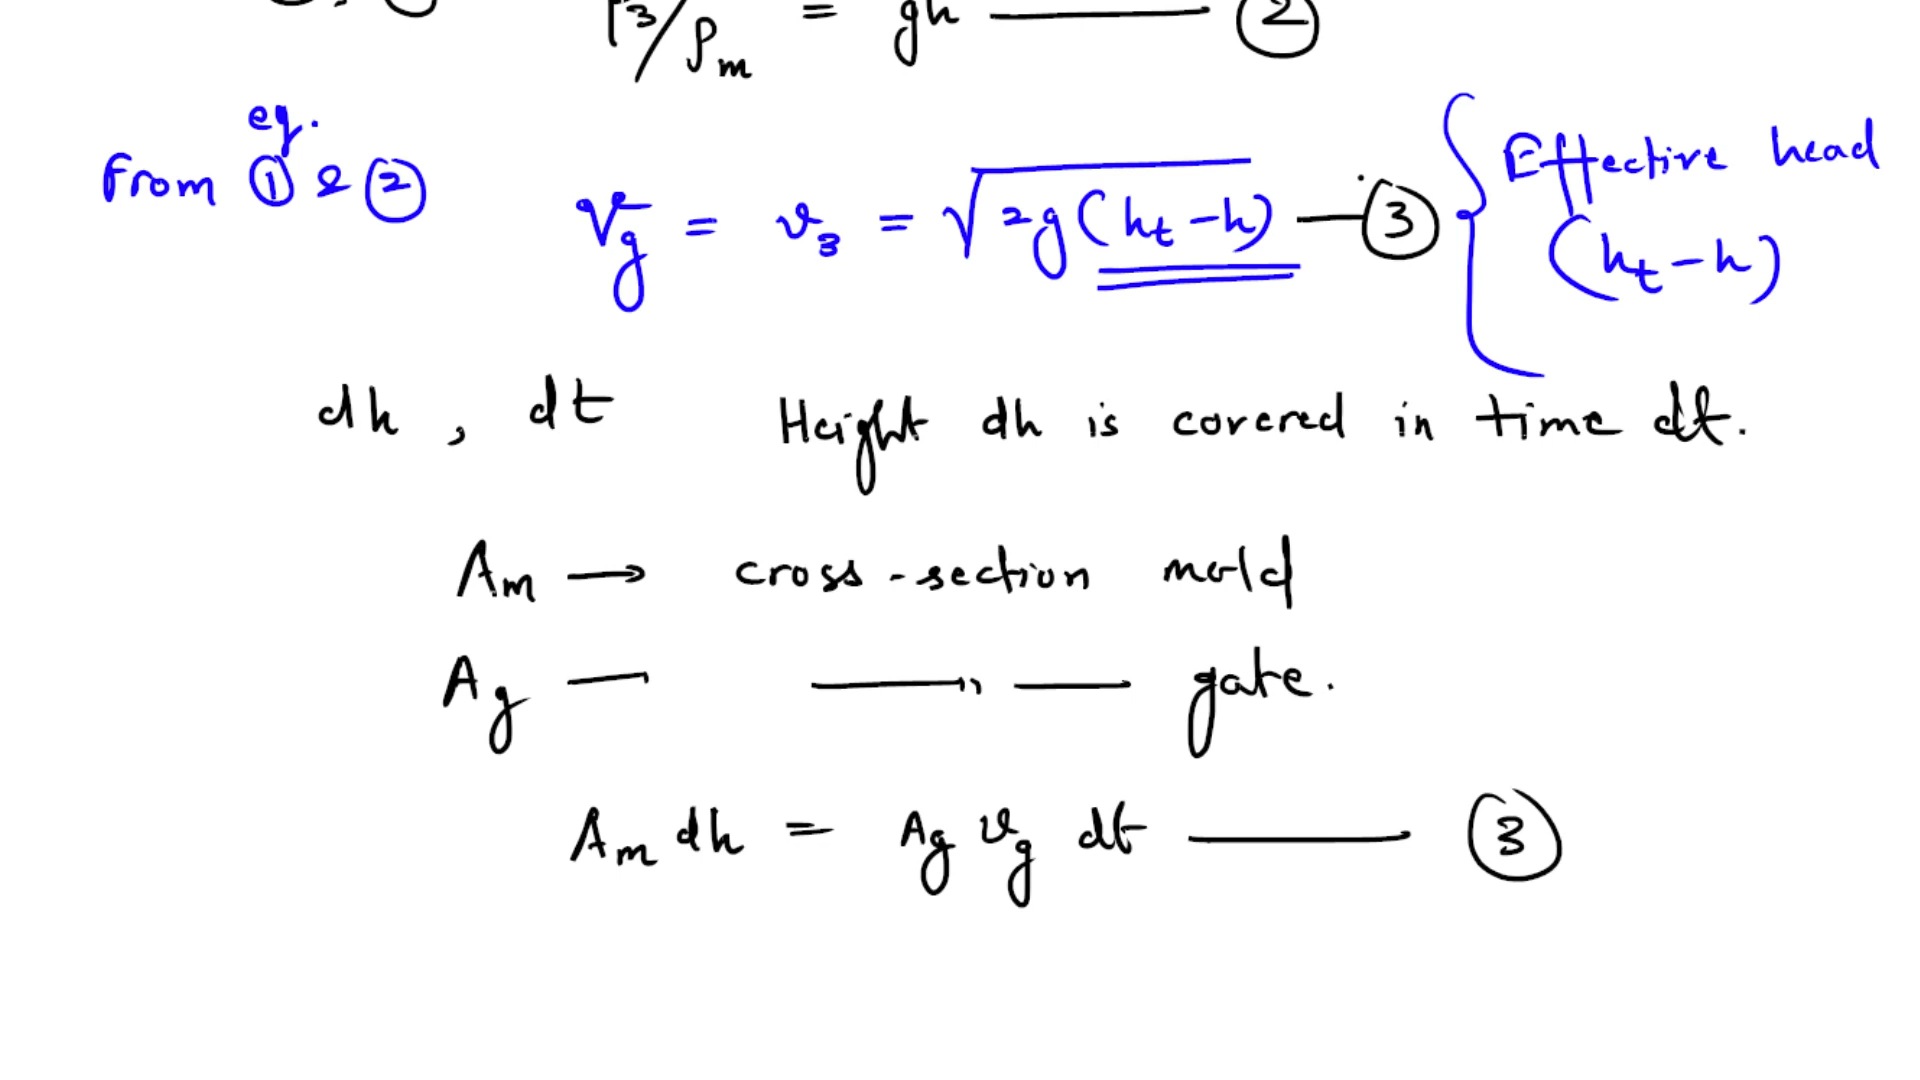 3/ρm = gh — ②
eq.
From ① & ②
Vg = v3 = √2g(ht-h) — ③
{ Effective head
(ht-h)
dh, dt Height dh is covered in time dt.
Am → cross-section mold
Ag — —〃— gate.
Am dh = Ag vg dt — ③